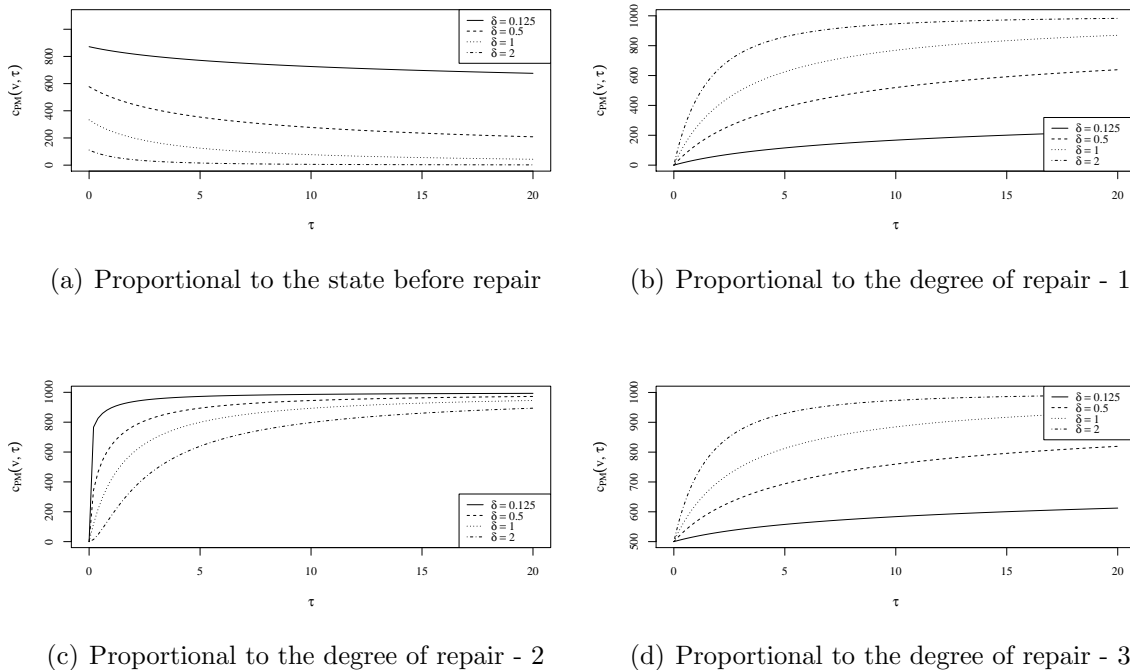 c_PM(v, τ)
0 200 400 600 800
0 5 10 15 20
τ
δ = 0.125
δ = 0.5
δ = 1
δ = 2
(a) Proportional to the state before repair
c_PM(v, τ)
0 200 400 600 800 1000
0 5 10 15 20
τ
δ = 0.125
δ = 0.5
δ = 1
δ = 2
(b) Proportional to the degree of repair - 1
c_PM(v, τ)
0 200 400 600 800 1000
0 5 10 15 20
τ
δ = 0.125
δ = 0.5
δ = 1
δ = 2
(c) Proportional to the degree of repair - 2
c_PM(v, τ)
500 600 700 800 900 1000
0 5 10 15 20
τ
δ = 0.125
δ = 0.5
δ = 1
δ = 2
(d) Proportional to the degree of repair - 3